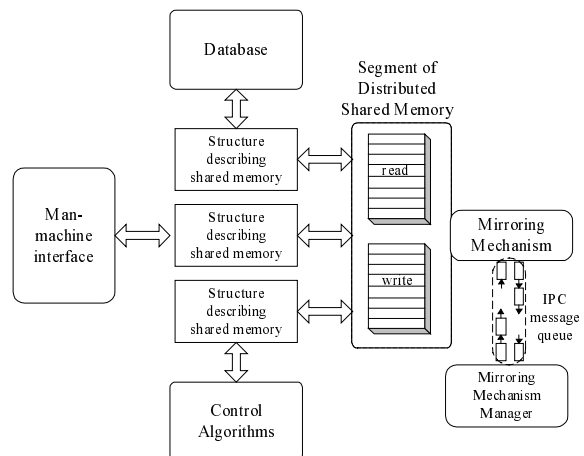 Database
Segment of
Distributed
Shared Memory
Structure
describing
shared memory
read
Man-
machine
interface
Structure
describing
shared memory
Mirroring
Mechanism
write
Structure
describing
shared memory
IPC
message
queue
Mirroring
Mechanism
Manager
Control
Algorithms